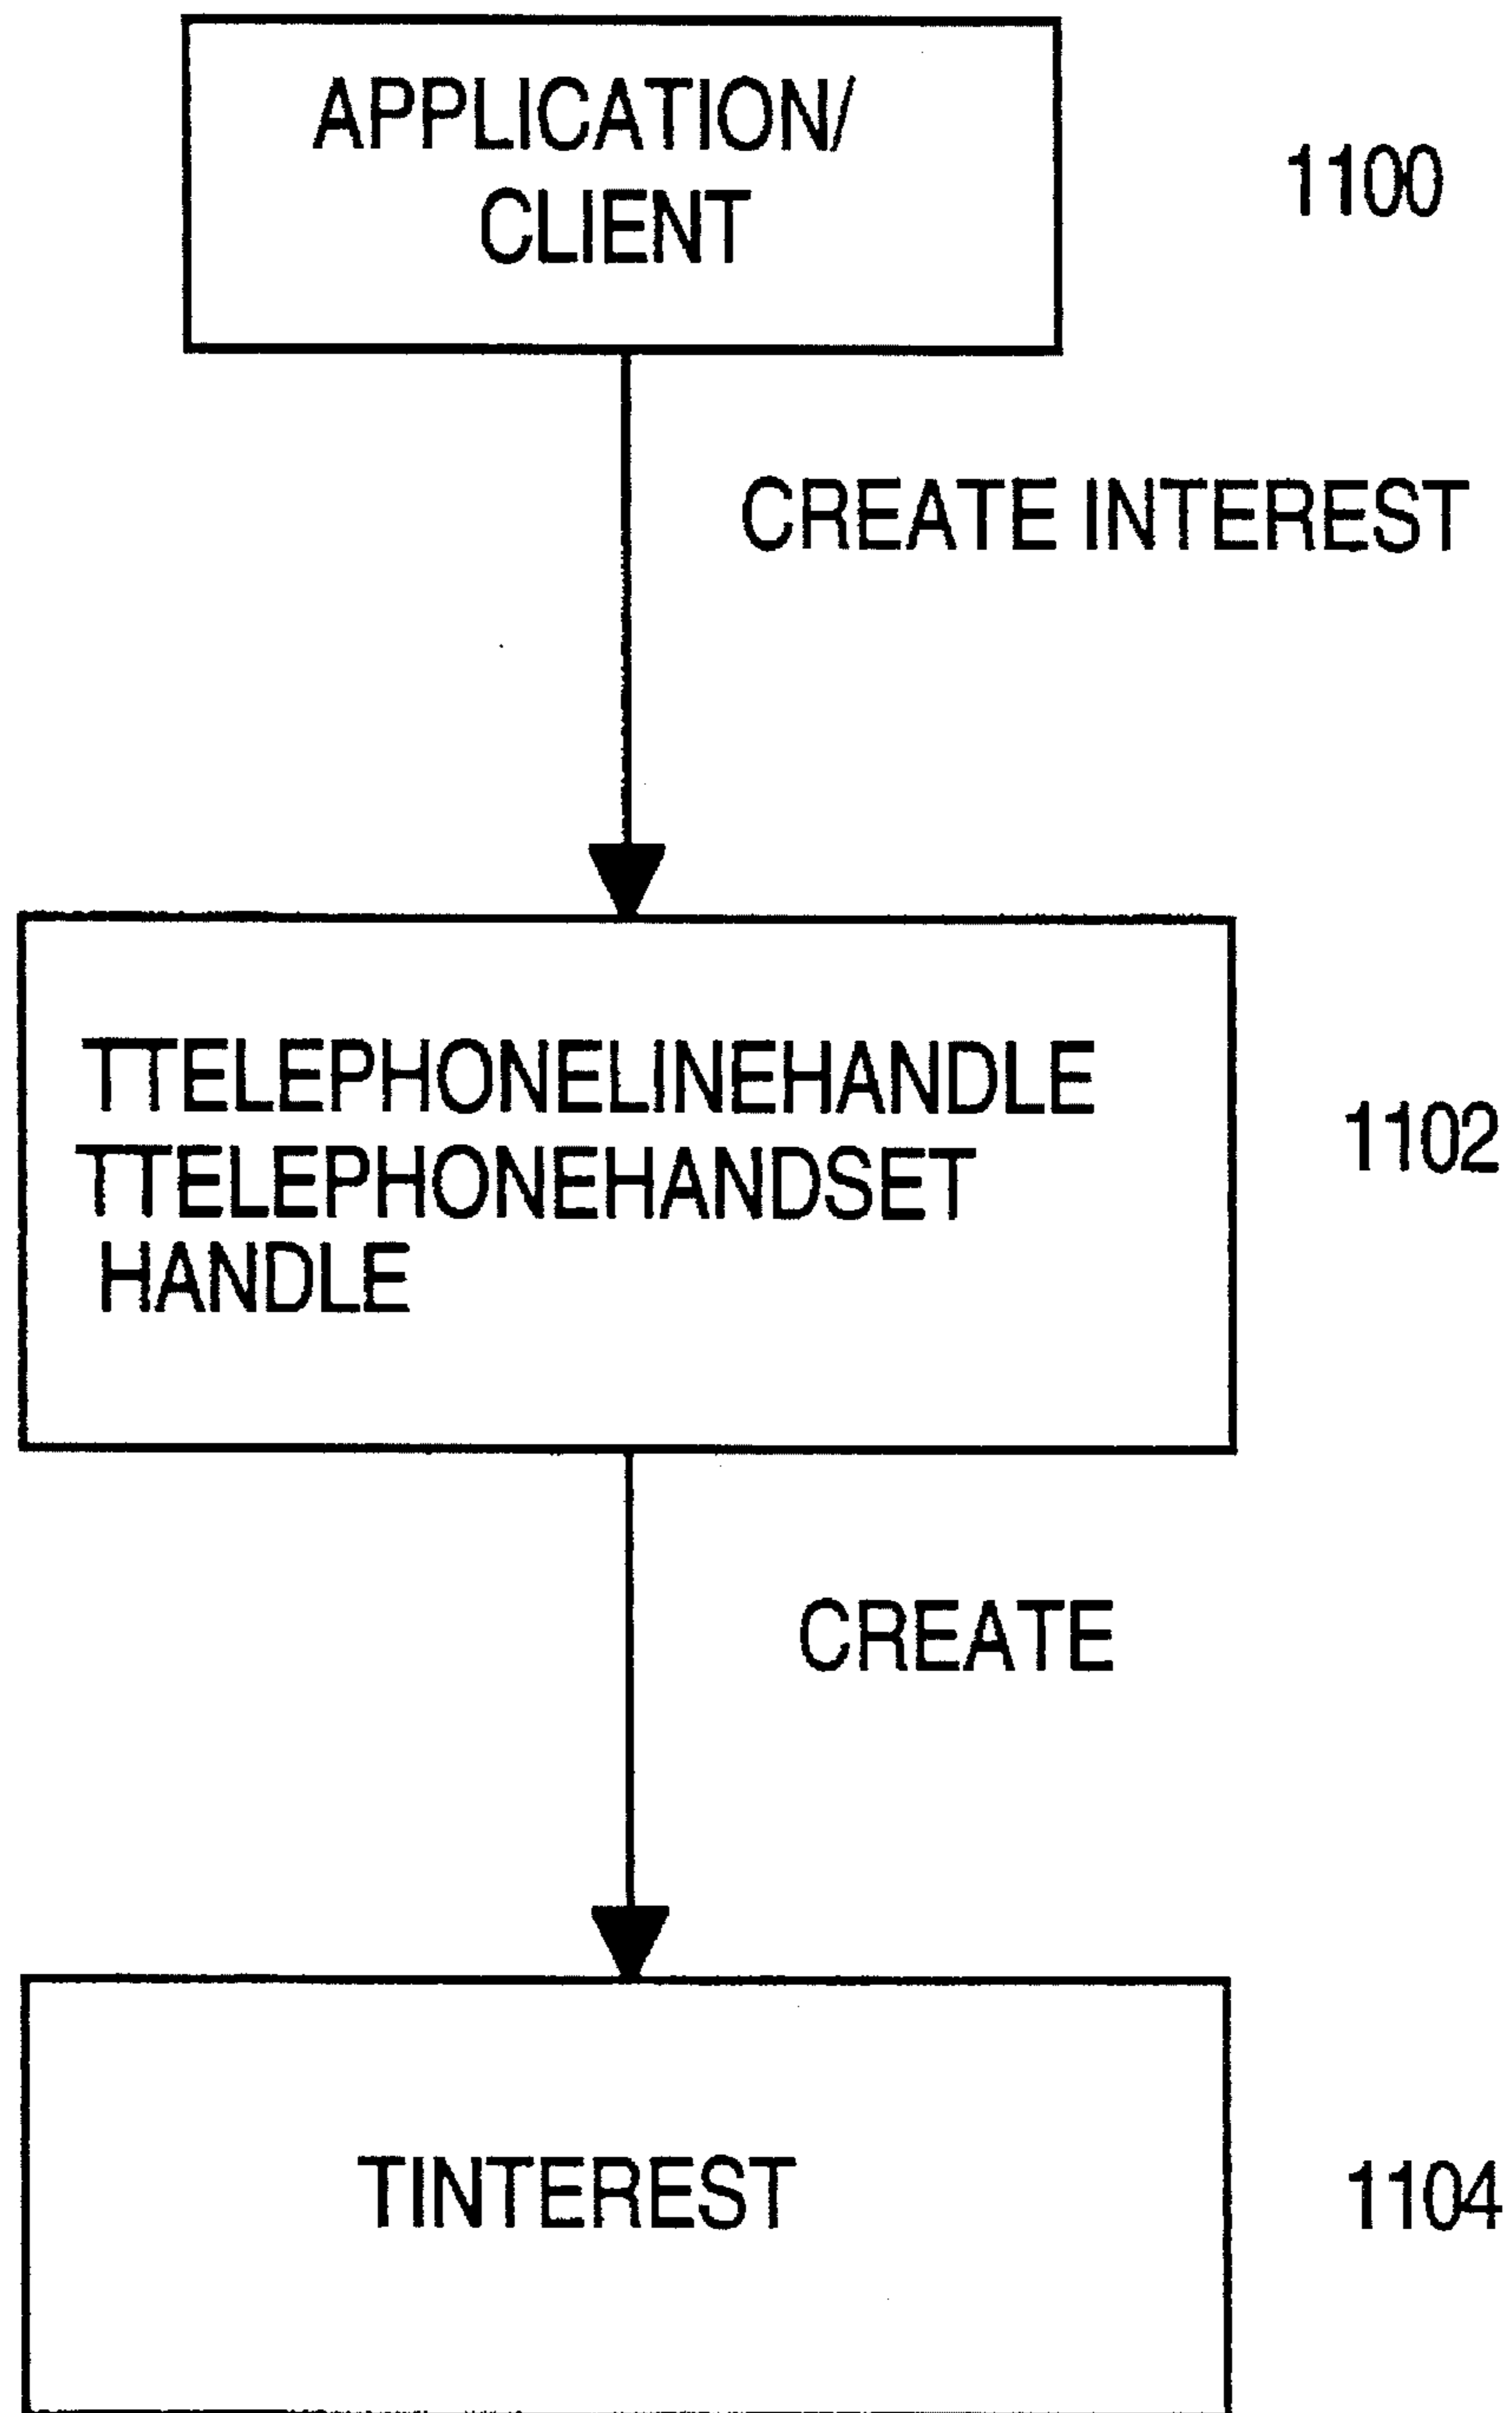 APPLICATION/
CLIENT
1100
CREATE INTEREST
TTELEPHONELINEHANDLE
TTELEPHONEHANDSET
HANDLE
1102
CREATE
TINTEREST
1104